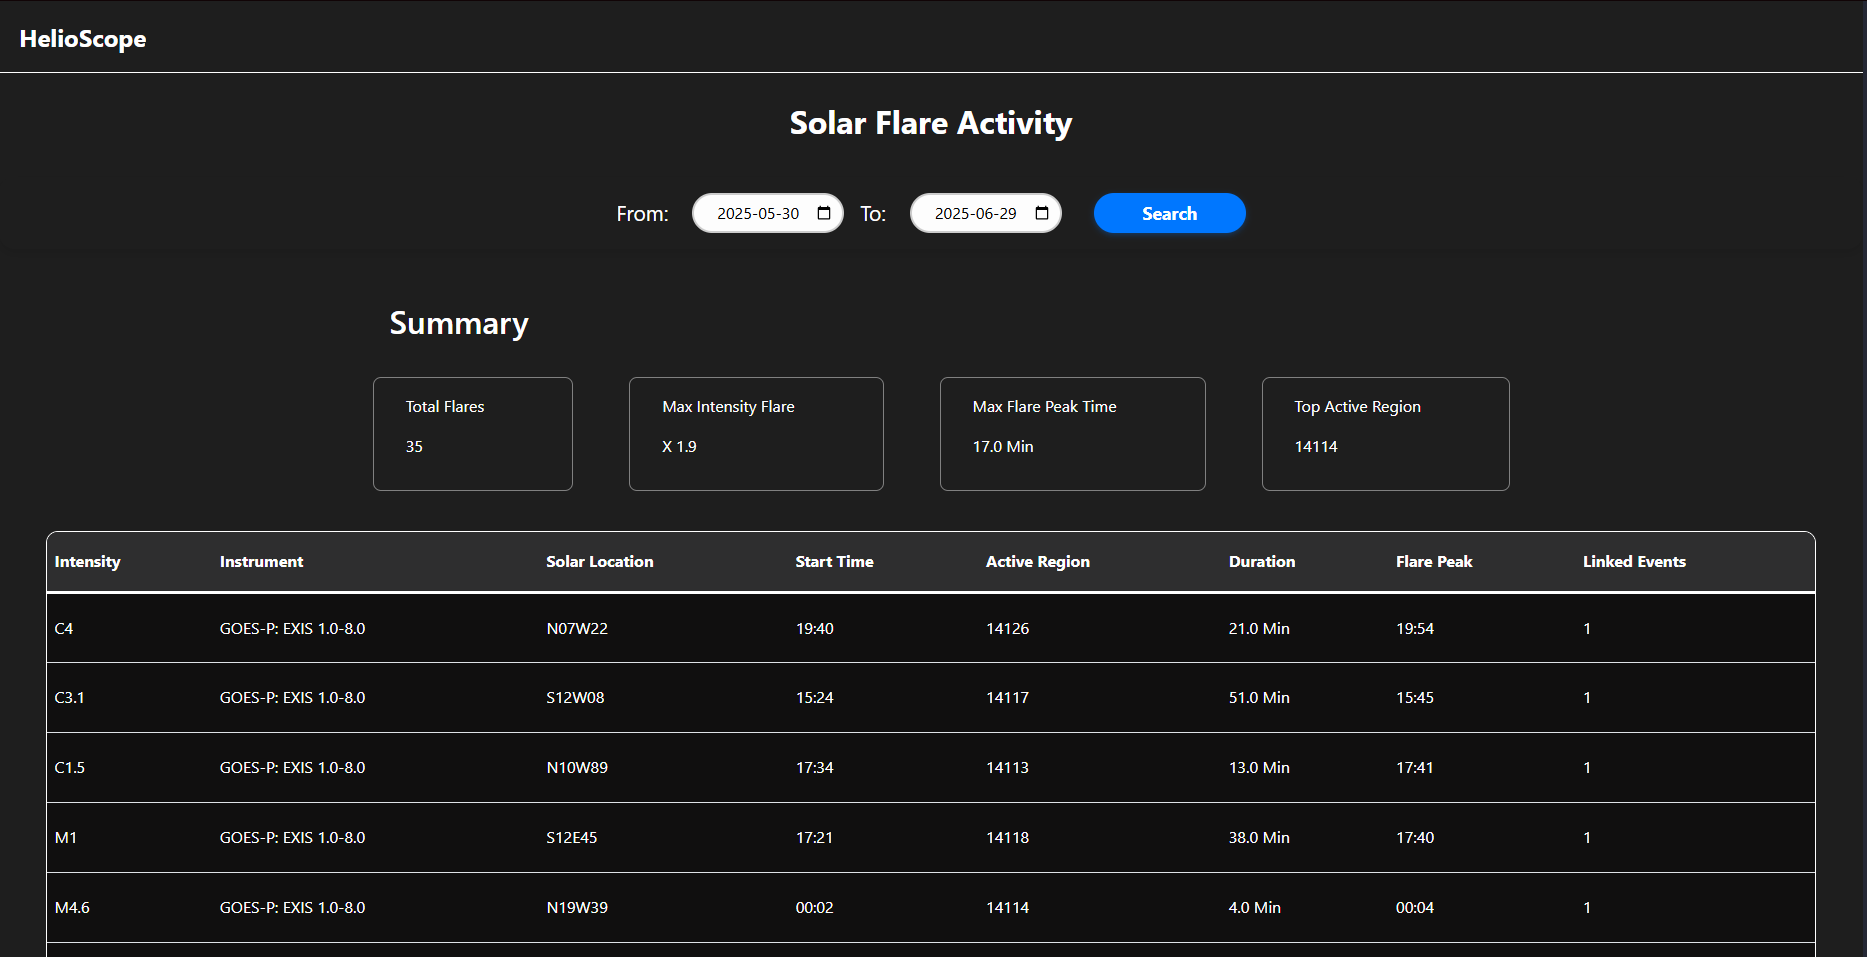 HelioScope
Solar Flare Activity
From: 2025-05-30 To: 2025-06-29 Search
Summary
Total Flares Max Intensity Flare Max Flare Peak Time Top Active Region
35 X 1.9 17.0 Min 14114
Intensity Instrument Solar Location Start Time Active Region Duration Flare Peak Linked Events
C4 GOES-P: EXIS 1.0-8.0 N07W22 19:40 14126 21.0 Min 19:54 1
C3.1 GOES-P: EXIS 1.0-8.0 S12W08 15:24 14117 51.0 Min 15:45 1
C1.5 GOES-P: EXIS 1.0-8.0 N10W89 17:34 14113 13.0 Min 17:41 1
M1 GOES-P: EXIS 1.0-8.0 S12E45 17:21 14118 38.0 Min 17:40 1
M4.6 GOES-P: EXIS 1.0-8.0 N19W39 00:02 14114 4.0 Min 00:04 1